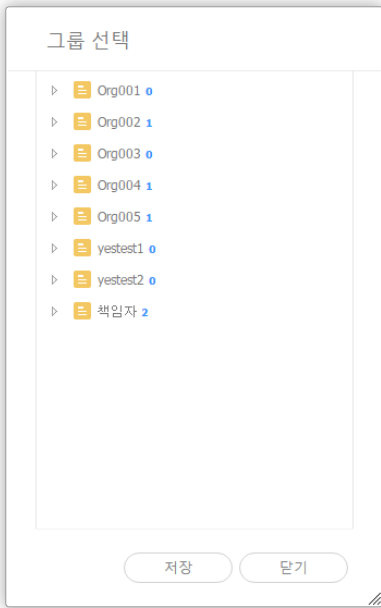 그룹 선택
Org001 0
Org002 1
Org003 0
Org004 1
Org005 1
yestest1 0
yestest2 0
책임자 2
저장 닫기